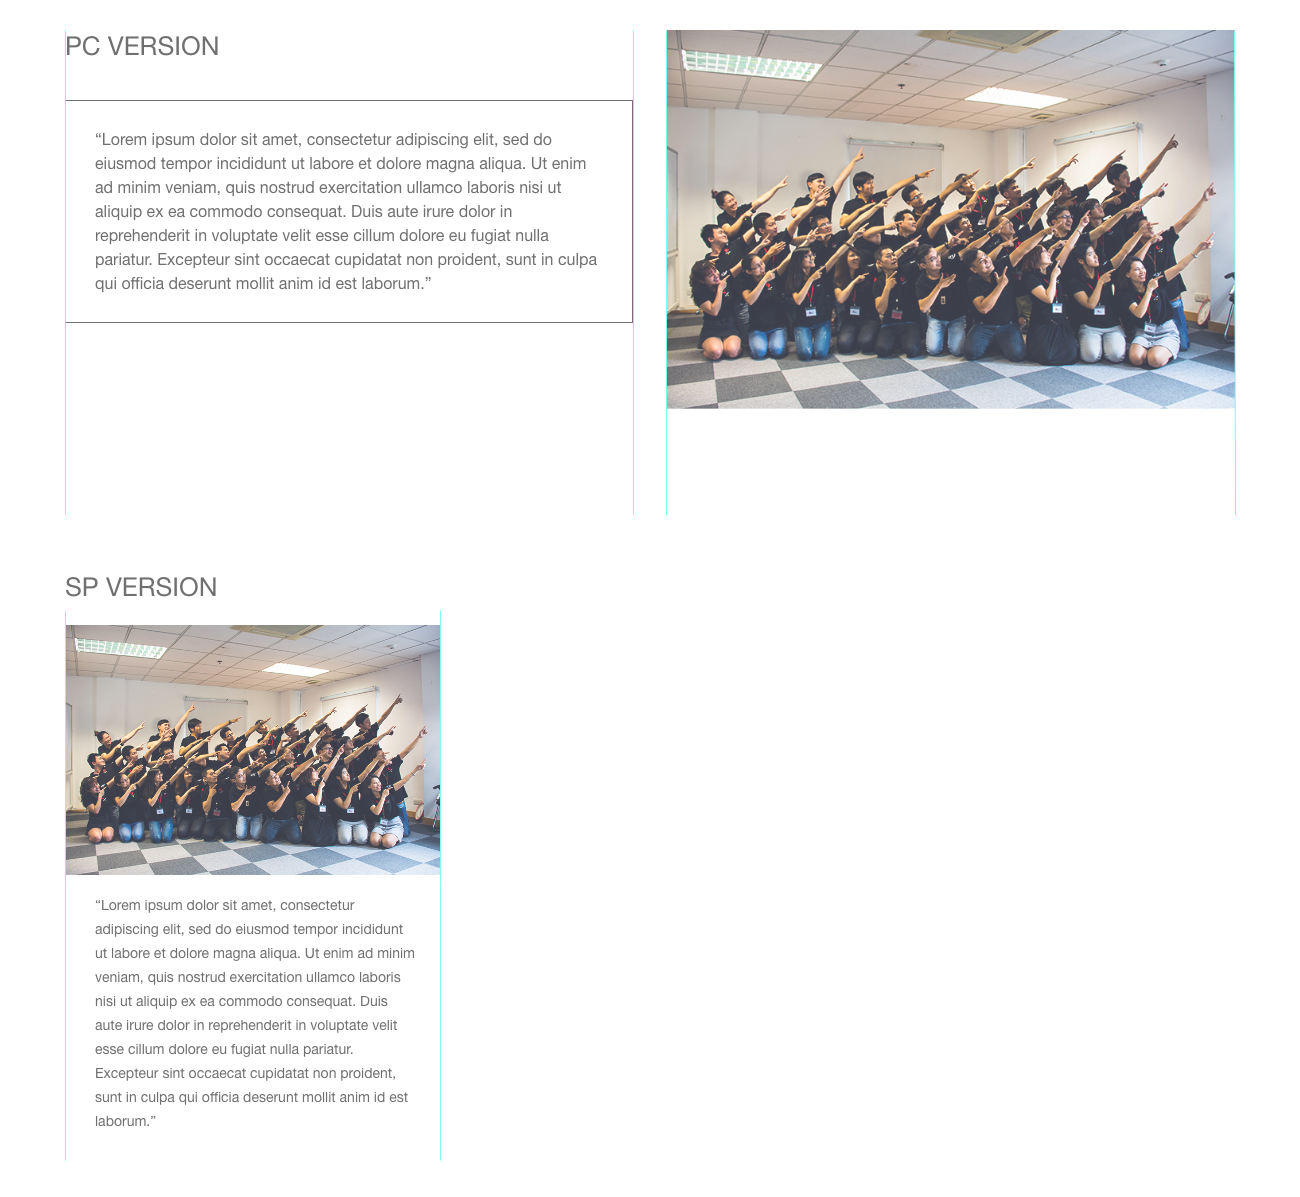 PC VERSION
“Lorem ipsum dolor sit amet, consectetur adipiscing elit, sed do
eiusmod tempor incididunt ut labore et dolore magna aliqua. Ut enim
ad minim veniam, quis nostrud exercitation ullamco laboris nisi ut
aliquip ex ea commodo consequat. Duis aute irure dolor in
reprehenderit in voluptate velit esse cillum dolore eu fugiat nulla
pariatur. Excepteur sint occaecat cupidatat non proident, sunt in culpa
qui officia deserunt mollit anim id est laborum.”
SP VERSION
“Lorem ipsum dolor sit amet, consectetur
adipiscing elit, sed do eiusmod tempor incididunt
ut labore et dolore magna aliqua. Ut enim ad minim
veniam, quis nostrud exercitation ullamco laboris
nisi ut aliquip ex ea commodo consequat. Duis
aute irure dolor in reprehenderit in voluptate velit
esse cillum dolore eu fugiat nulla pariatur.
Excepteur sint occaecat cupidatat non proident,
sunt in culpa qui officia deserunt mollit anim id est
laborum.”